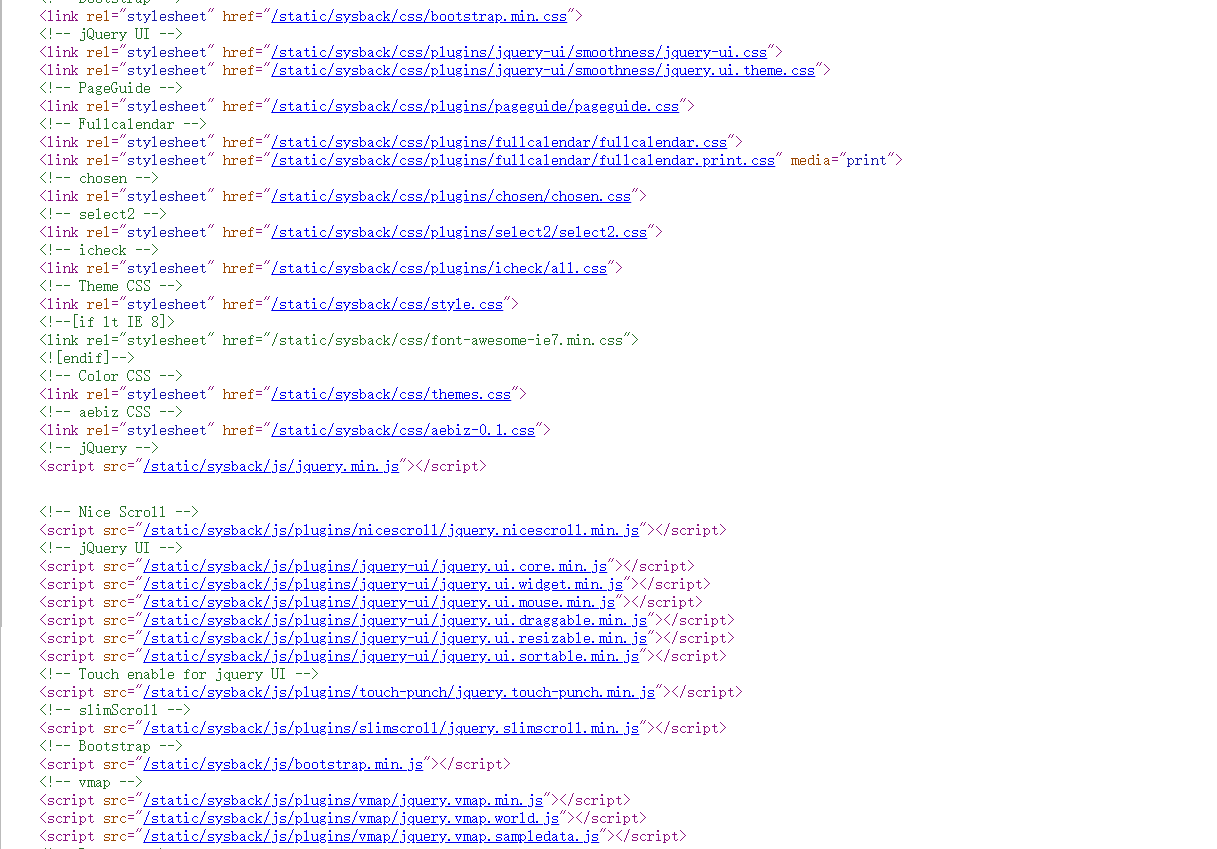 <link rel="stylesheet" href="/static/sysback/css/bootstrap.min.css">
<!-- jQuery UI -->
<link rel="stylesheet" href="/static/sysback/css/plugins/jquery-ui/smoothness/jquery-ui.css">
<link rel="stylesheet" href="/static/sysback/css/plugins/jquery-ui/smoothness/jquery.ui.theme.css">
<!-- PageGuide -->
<link rel="stylesheet" href="/static/sysback/css/plugins/pageguide/pageguide.css">
<!-- Fullcalendar -->
<link rel="stylesheet" href="/static/sysback/css/plugins/fullcalendar/fullcalendar.css">
<link rel="stylesheet" href="/static/sysback/css/plugins/fullcalendar/fullcalendar.print.css" media="print">
<!-- chosen -->
<link rel="stylesheet" href="/static/sysback/css/plugins/chosen/chosen.css">
<!-- select2 -->
<link rel="stylesheet" href="/static/sysback/css/plugins/select2/select2.css">
<!-- icheck -->
<link rel="stylesheet" href="/static/sysback/css/plugins/icheck/all.css">
<!-- Theme CSS -->
<link rel="stylesheet" href="/static/sysback/css/style.css">
<!--[if lt IE 8]>
<link rel="stylesheet" href="/static/sysback/css/font-awesome-ie7.min.css">
<![endif]-->
<!-- Color CSS -->
<link rel="stylesheet" href="/static/sysback/css/themes.css">
<!-- aebiz CSS -->
<link rel="stylesheet" href="/static/sysback/css/aebiz-0.1.css">
<!-- jQuery -->
<script src="/static/sysback/js/jquery.min.js"></script>
<!-- Nice Scroll -->
<script src="/static/sysback/js/plugins/nicescroll/jquery.nicescroll.min.js"></script>
<!-- jQuery UI -->
<script src="/static/sysback/js/plugins/jquery-ui/jquery.ui.core.min.js"></script>
<script src="/static/sysback/js/plugins/jquery-ui/jquery.ui.widget.min.js"></script>
<script src="/static/sysback/js/plugins/jquery-ui/jquery.ui.mouse.min.js"></script>
<script src="/static/sysback/js/plugins/jquery-ui/jquery.ui.draggable.min.js"></script>
<script src="/static/sysback/js/plugins/jquery-ui/jquery.ui.resizable.min.js"></script>
<script src="/static/sysback/js/plugins/jquery-ui/jquery.ui.sortable.min.js"></script>
<!-- Touch enable for jquery UI -->
<script src="/static/sysback/js/plugins/touch-punch/jquery.touch-punch.min.js"></script>
<!-- slimScroll -->
<script src="/static/sysback/js/plugins/slimscroll/jquery.slimscroll.min.js"></script>
<!-- Bootstrap -->
<script src="/static/sysback/js/bootstrap.min.js"></script>
<!-- vmap -->
<script src="/static/sysback/js/plugins/vmap/jquery.vmap.min.js"></script>
<script src="/static/sysback/js/plugins/vmap/jquery.vmap.world.js"></script>
<script src="/static/sysback/js/plugins/vmap/jquery.vmap.sampledata.js"></script>